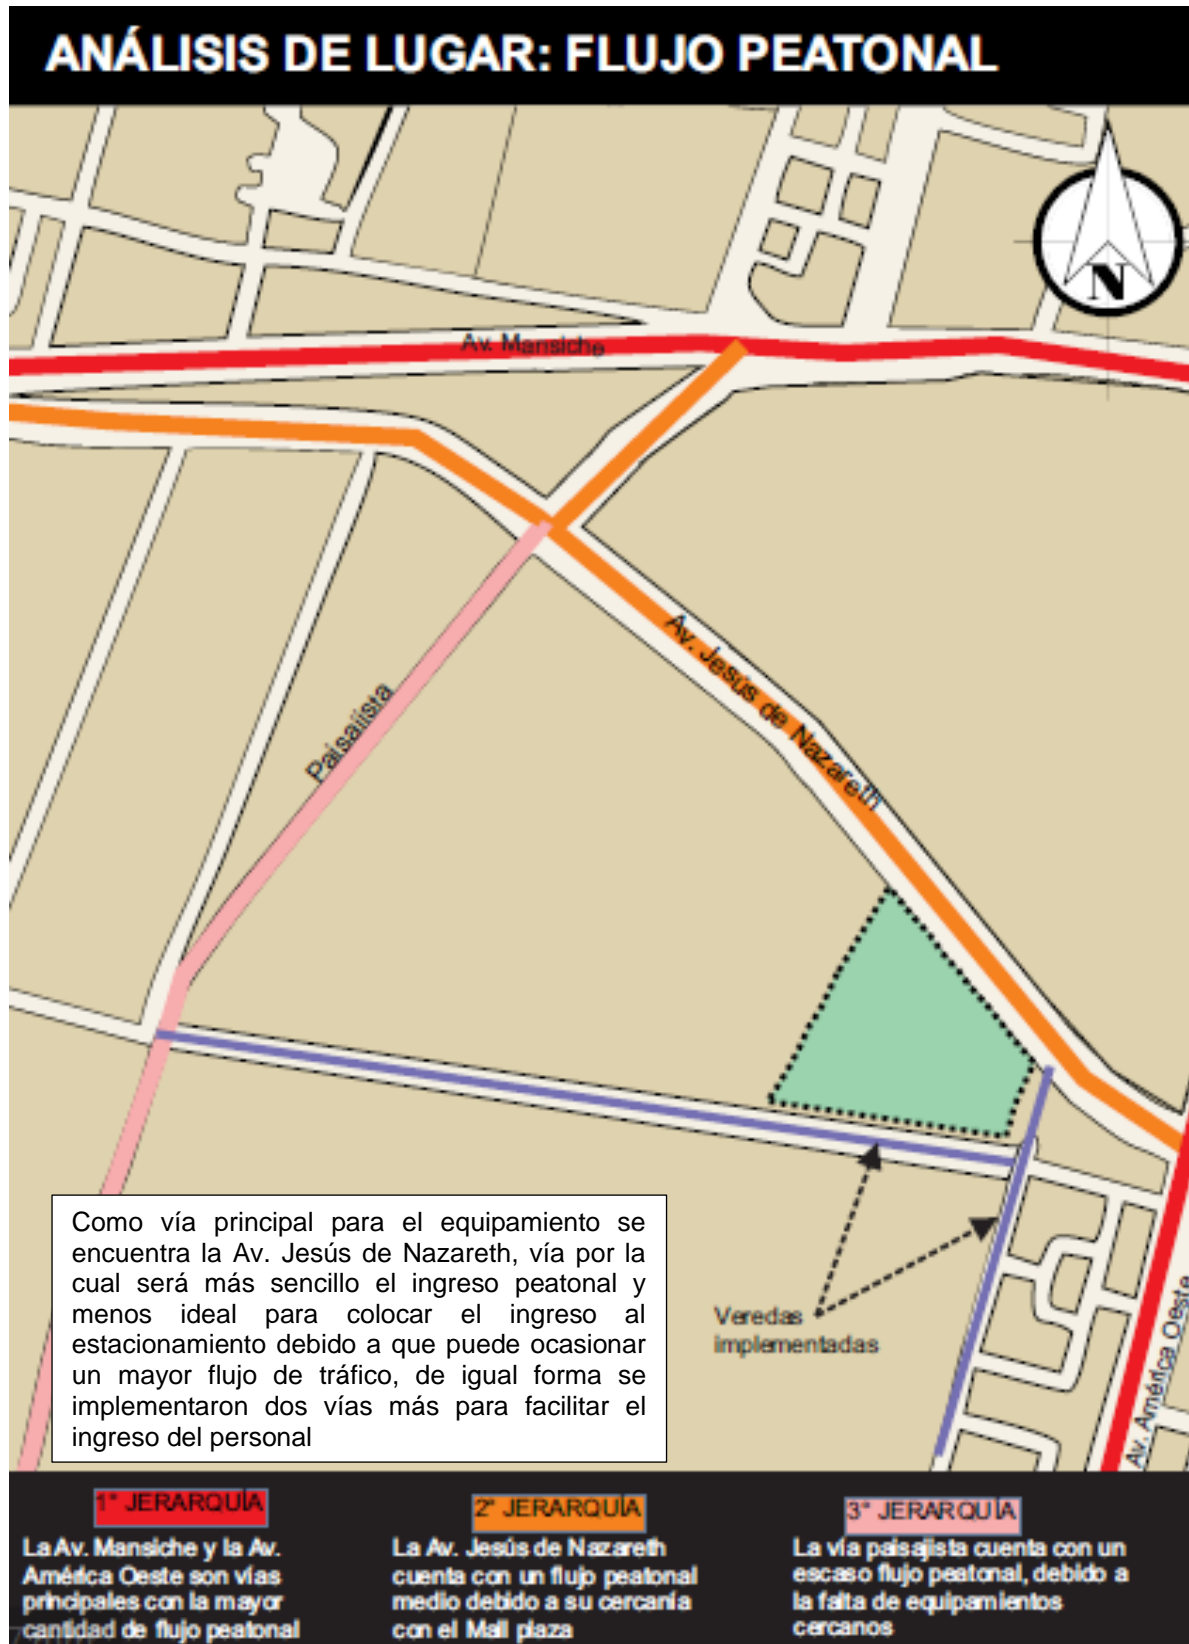 ANÁLISIS DE LUGAR: FLUJO PEATONAL
N
Av. Mansiche
Av. Jesús de Nazareth
Paisajista
Como vía principal para el equipamiento se
encuentra la Av. Jesús de Nazareth, vía por la
cual será más sencillo el ingreso peatonal y
menos ideal para colocar el ingreso al
estacionamiento debido a que puede ocasionar
un mayor flujo de tráfico, de igual forma se
implementaron dos vías más para facilitar el
ingreso del personal
Veredas
implementadas
Av. América Oeste
1° JERARQUÍA
La Av. Mansiche y la Av.
América Oeste son vías
principales con la mayor
cantidad de flujo peatonal
2° JERARQUÍA
La Av. Jesús de Nazareth
cuenta con un flujo peatonal
medio debido a su cercanía
con el Mall plaza
3° JERARQUÍA
La vía paisajista cuenta con un
escaso flujo peatonal, debido a
la falta de equipamientos
cercanos